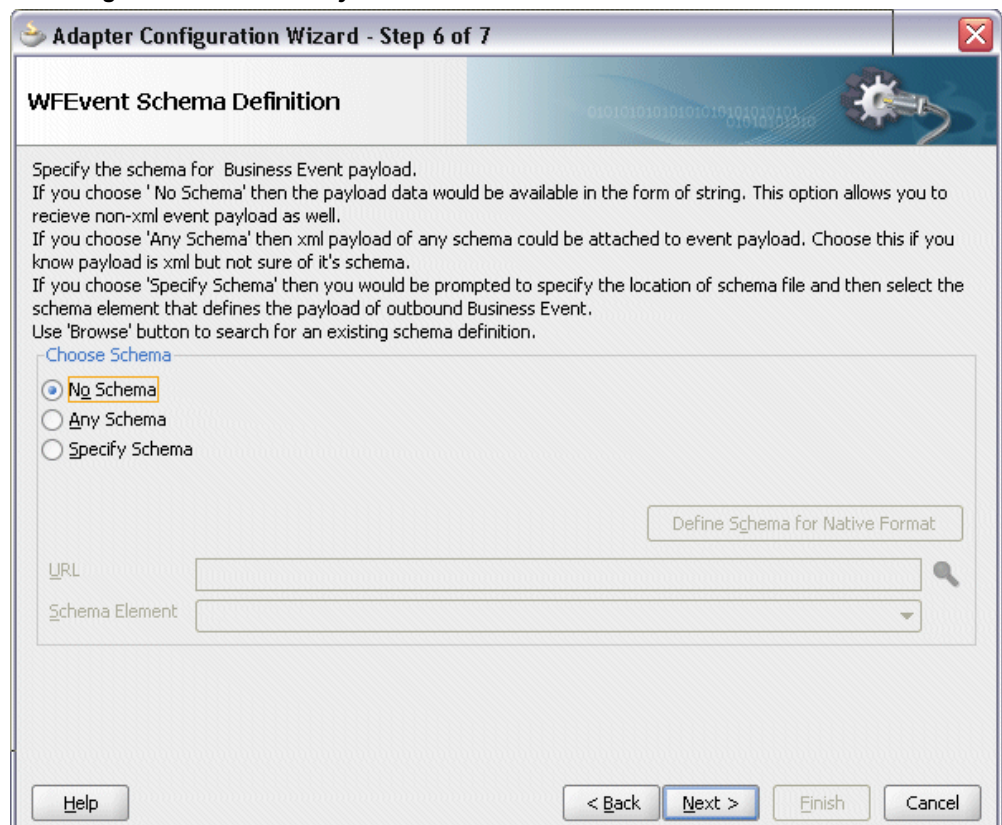 Adapter Configuration Wizard - Step 6 of 7
WFEvent Schema Definition
Specify the schema for  Business Event payload.
If you choose ' No Schema' then the payload data would be available in the form of string. This option allows you to
recieve non-xml event payload as well.
If you choose 'Any Schema' then xml payload of any schema could be attached to event payload. Choose this if you
know payload is xml but not sure of it's schema.
If you choose 'Specify Schema' then you would be prompted to specify the location of schema file and then select the
schema element that defines the payload of outbound Business Event.
Use 'Browse' button to search for an existing schema definition.
Choose Schema
No Schema
Any Schema
Specify Schema
Define Schema for Native Format
URL
Schema Element
Help
< Back
Next >
Finish
Cancel